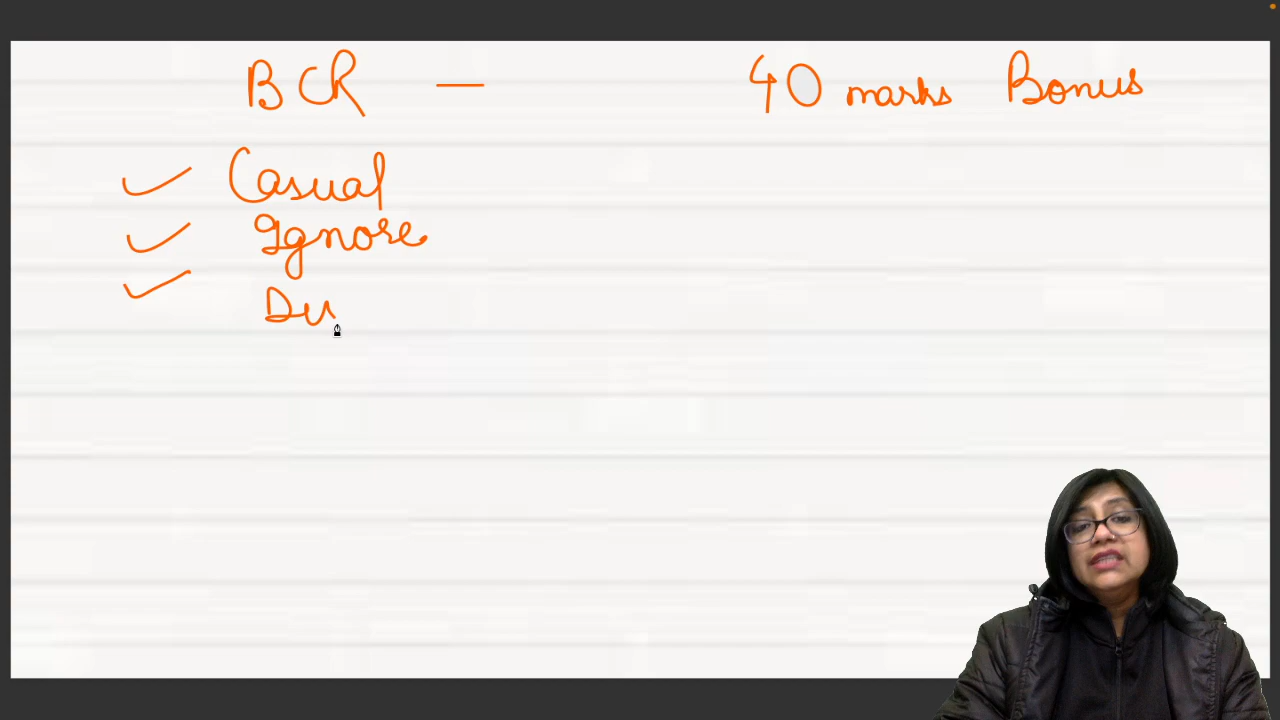 BCR — 40 marks Bonus
✓ Casual
✓ Ignore
✓ Du